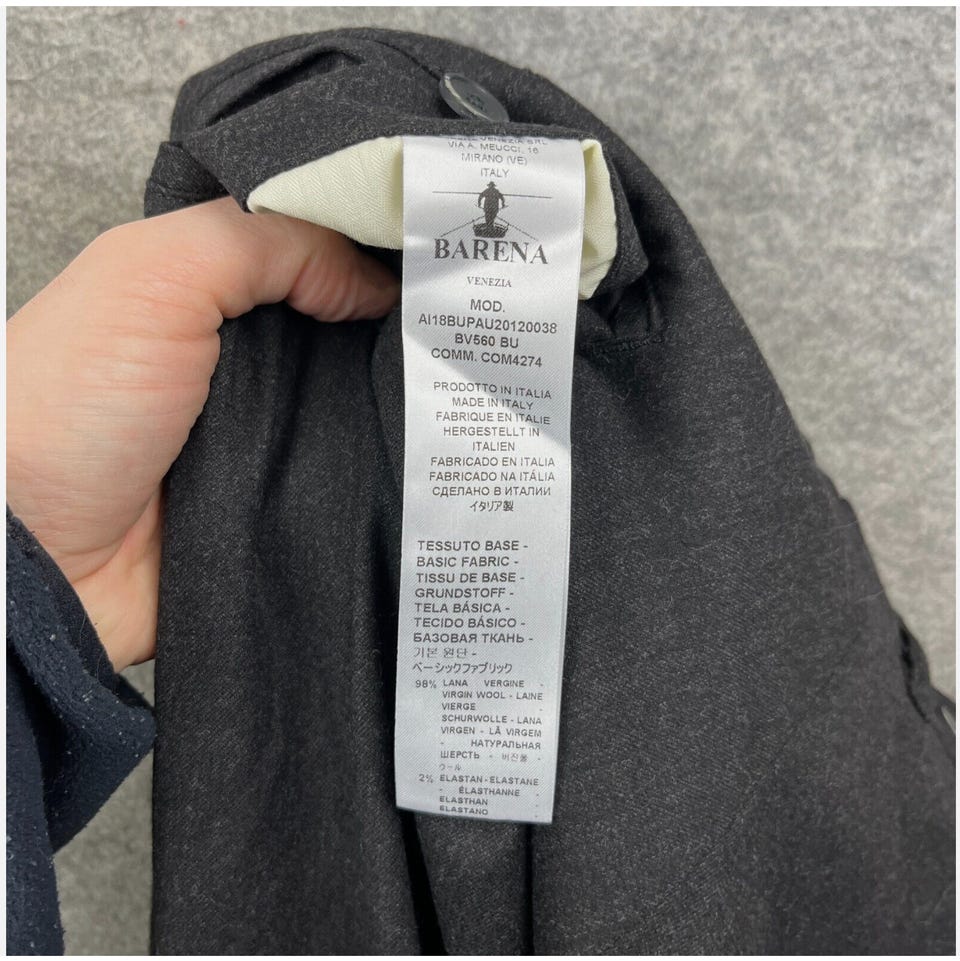 VIA A. MEUCCI, 16
MIRANO (VE)
ITALY
BARENA
VENEZIA
MOD.
AI18BUPAU20120038
BV560 BU
COMM. COM4274
PRODOTTO IN ITALIA
MADE IN ITALY
FABRIQUE EN ITALIE
HERGESTELLT IN
ITALIEN
FABRICADO EN ITALIA
FABRICADO NA ITÁLIA
СДЕЛАНО В ИТАЛИИ
イタリア製
TESSUTO BASE -
BASIC FABRIC -
TISSU DE BASE -
GRUNDSTOFF -
TELA BÁSICA -
TECIDO BÁSICO -
БАЗОВАЯ ТКАНЬ -
기본 원단 -
ベーシックファブリック
98% LANA VERGINE -
VIRGIN WOOL - LAINE
VIERGE -
SCHURWOLLE - LANA
VIRGEN - LÃ VIRGEM
- НАТУРАЛЬНАЯ
ШЕРСТЬ - 버진울 -
ウール
2% ELASTAN - ELASTANE
- ÉLASTHANNE -
ELASTHAN -
ELASTANO -